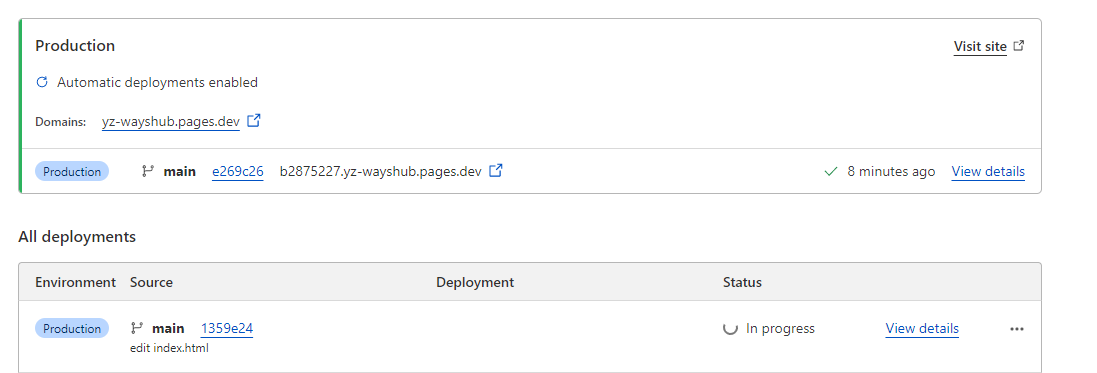 Production
Visit site
Automatic deployments enabled
Domains: yz-wayshub.pages.dev
Production main e269c26 b2875227.yz-wayshub.pages.dev 8 minutes ago View details
All deployments
Environment Source Deployment Status
Production main 1359e24 In progress View details ...
edit index.html